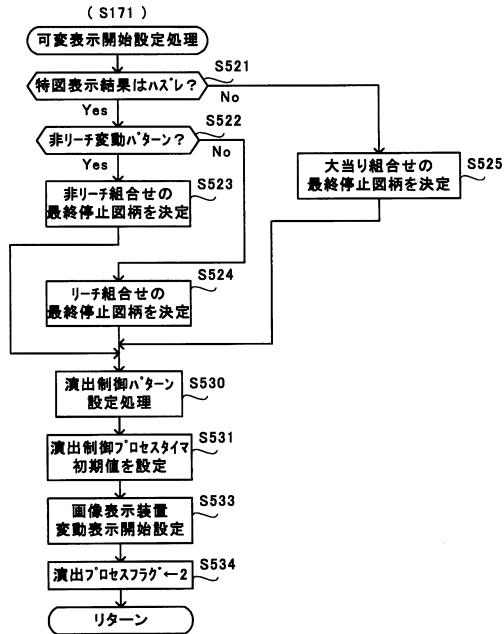 ( S171 )
可変表示開始設定処理
S521
特図表示結果はﾊｽﾞﾚ?
Yes
No
S522
非ﾘｰﾁ変動ﾊﾟﾀｰﾝ?
Yes
No
S523
非ﾘｰﾁ組合せの
最終停止図柄を決定
S525
大当り組合せの
最終停止図柄を決定
S524
ﾘｰﾁ組合せの
最終停止図柄を決定
S530
演出制御ﾊﾟﾀｰﾝ
設定処理
S531
演出制御ﾌﾟﾛｾｽﾀｲﾏ
初期値を設定
S533
画像表示装置
変動表示開始設定
S534
演出ﾌﾟﾛｾｽﾌﾗｸﾞ←2
リターン